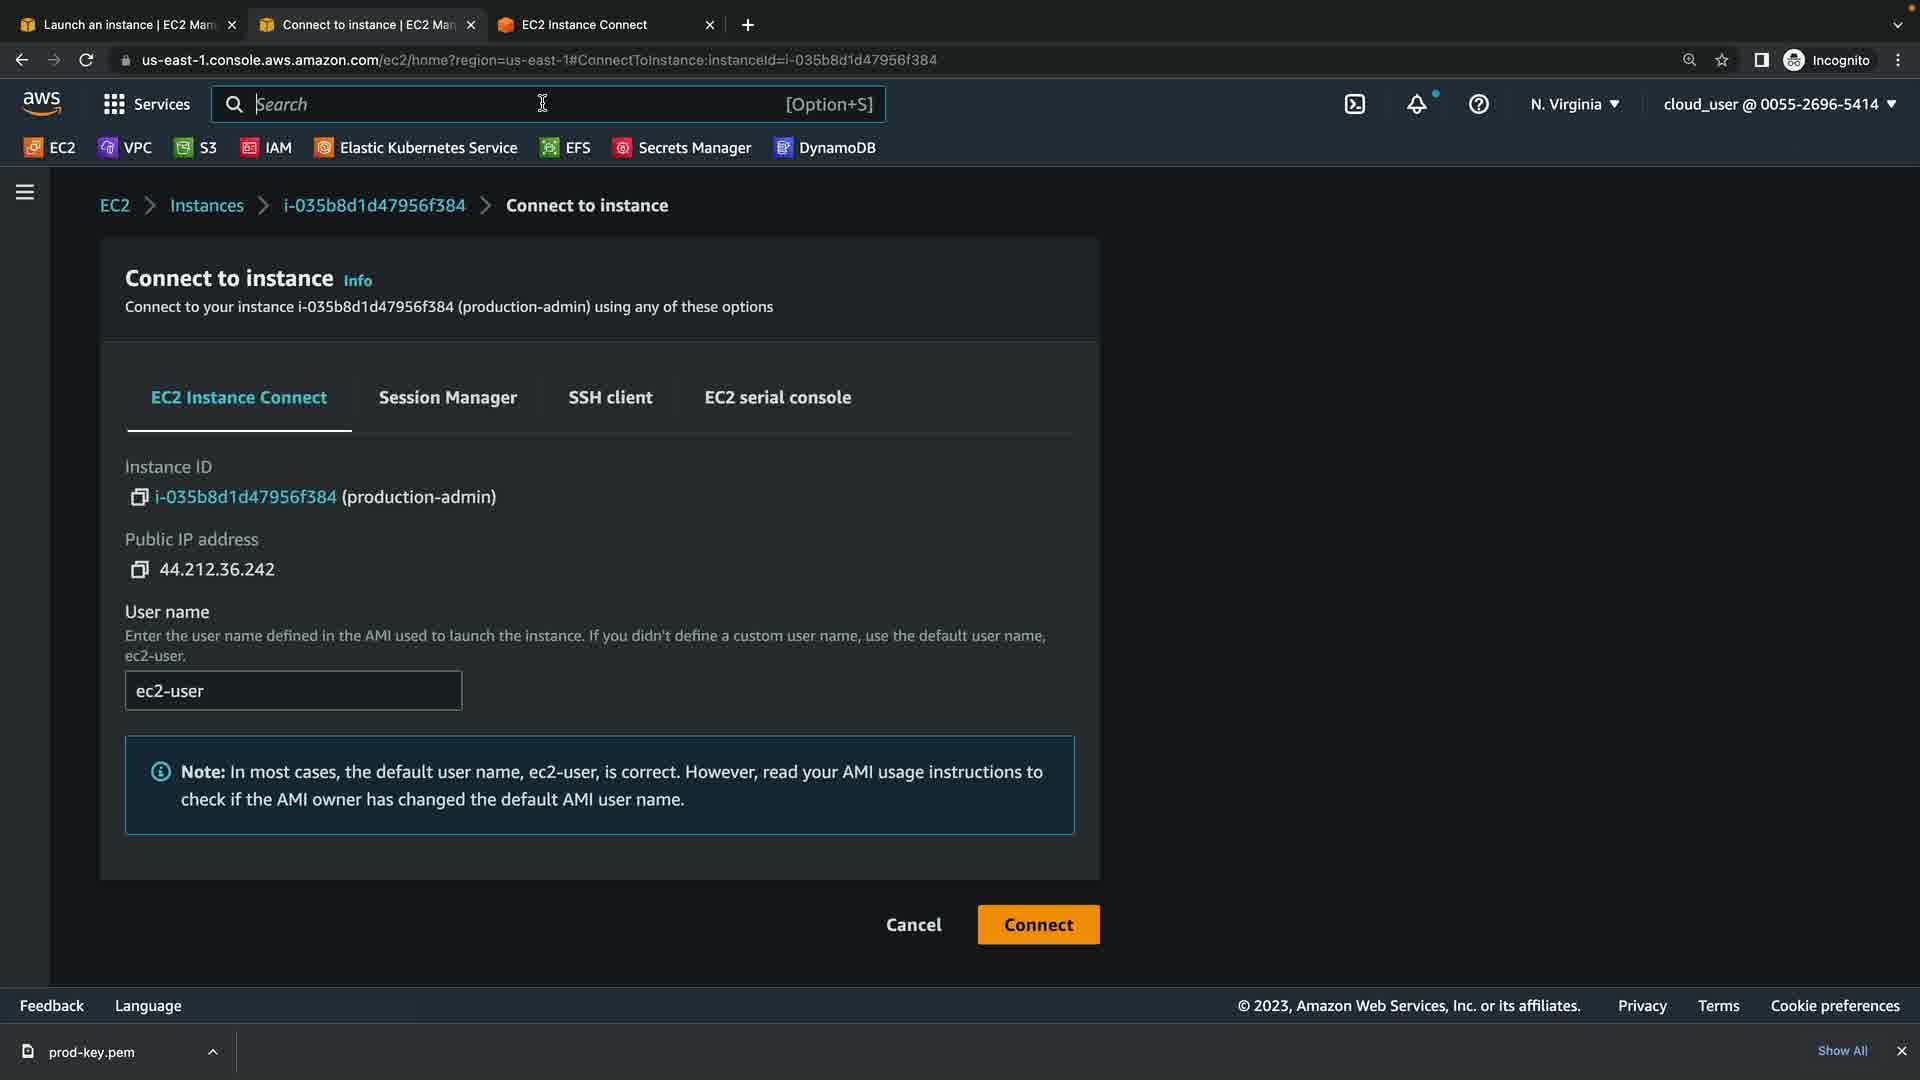 Launch an instance | EC2 Man
Connect to instance | EC2 Man
EC2 Instance Connect
us-east-1.console.aws.amazon.com/ec2/home?region=us-east-1#ConnectToInstance:instanceId=i-035b8d1d47956f384
Incognito
aws
Services
Search
[Option+S]
N. Virginia
cloud_user @ 0055-2696-5414
EC2
VPC
S3
IAM
Elastic Kubernetes Service
EFS
Secrets Manager
DynamoDB
EC2 > Instances > i-035b8d1d47956f384 > Connect to instance
Connect to instance Info
Connect to your instance i-035b8d1d47956f384 (production-admin) using any of these options
EC2 Instance Connect
Session Manager
SSH client
EC2 serial console
Instance ID
i-035b8d1d47956f384 (production-admin)
Public IP address
44.212.36.242
User name
Enter the user name defined in the AMI used to launch the instance. If you didn't define a custom user name, use the default user name,
ec2-user.
ec2-user
Note: In most cases, the default user name, ec2-user, is correct. However, read your AMI usage instructions to
check if the AMI owner has changed the default AMI user name.
Cancel
Connect
Feedback
Language
© 2023, Amazon Web Services, Inc. or its affiliates.
Privacy
Terms
Cookie preferences
prod-key.pem
Show All